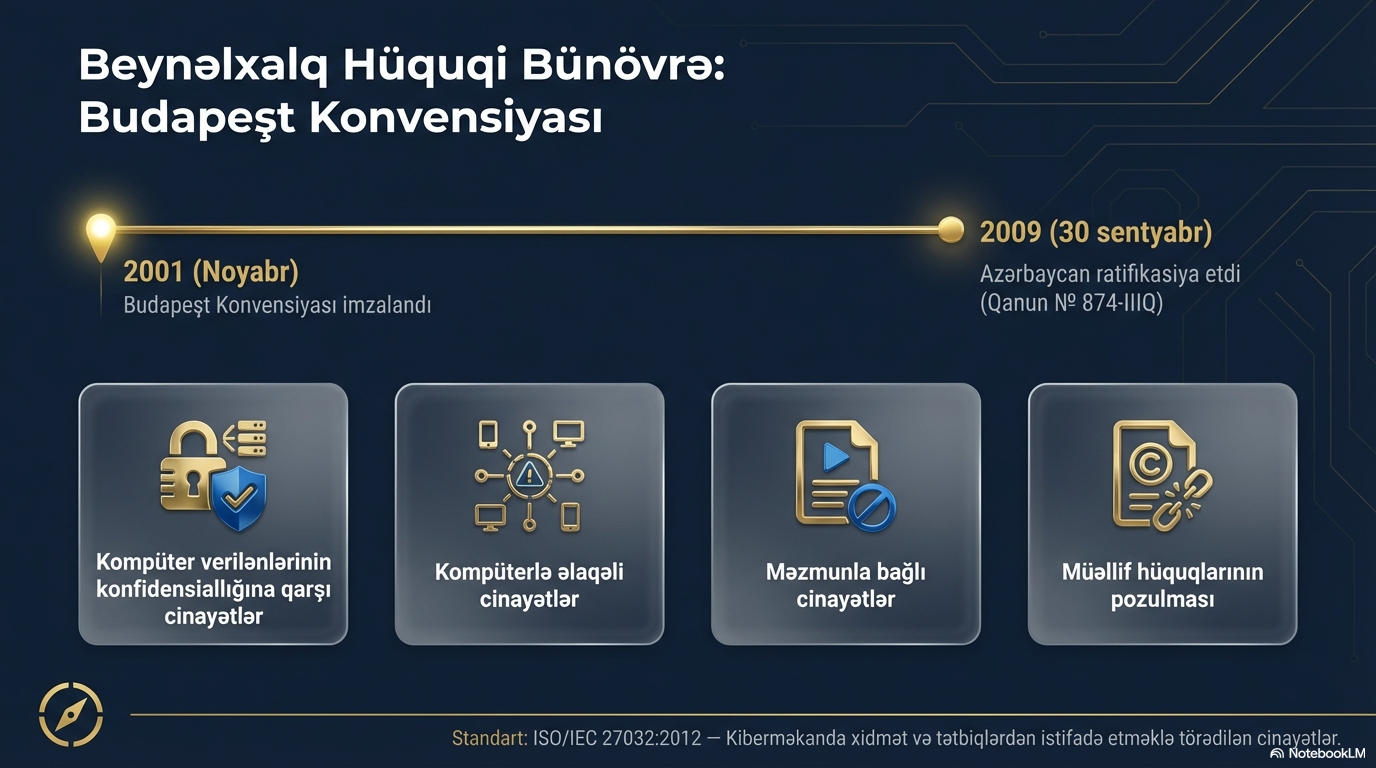 Beynəlxalq Hüquqi Bünövrə:
Budapeşt Konvensiyası
2001 (Noyabr)
Budapeşt Konvensiyası imzalandı
2009 (30 sentyabr)
Azərbaycan ratifikasiya etdi
(Qanun № 874-IIIQ)
Kompüter verilənlərinin
konfidensiallığına qarşı
cinayətlər
Kompüterlə əlaqəli
cinayətlər
Məzmunla bağlı
cinayətlər
Müəllif hüquqlarının
pozulması
Standart: ISO/IEC 27032:2012 — Kiberməkanda xidmət və tətbiqlərdən istifadə etməklə törədilən cinayətlər.
NotebookLM